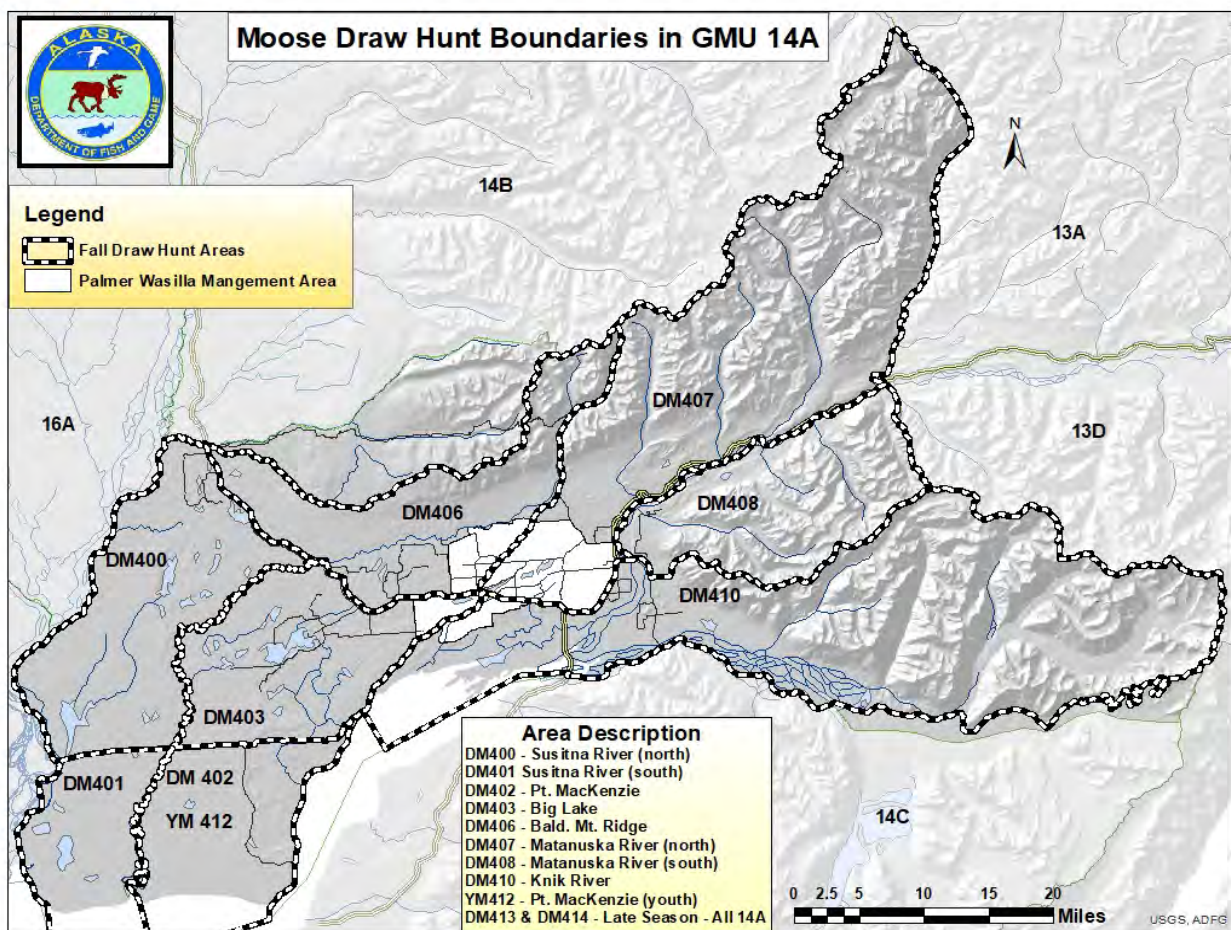 Moose Draw Hunt Boundaries in GMU 14A
ALASKA
DEPARTMENT OF FISH AND GAME
N
14B
13A
Legend
Fall Draw Hunt Areas
Palmer Wasilla Mangement Area
16A
DM407
13D
DM408
DM406
DM400
DM410
DM403
DM401
DM 402
YM 412
14C
Area Description
DM400 - Susitna River (north)
DM401 Susitna River (south)
DM402 - Pt. MacKenzie
DM403 - Big Lake
DM406 - Bald. Mt. Ridge
DM407 - Matanuska River (north)
DM408 - Matanuska River (south)
DM410 - Knik River
YM412 - Pt. MacKenzie (youth)
DM413 & DM414 - Late Season - All 14A
0 2.5 5 10 15 20
Miles
USGS, ADFG